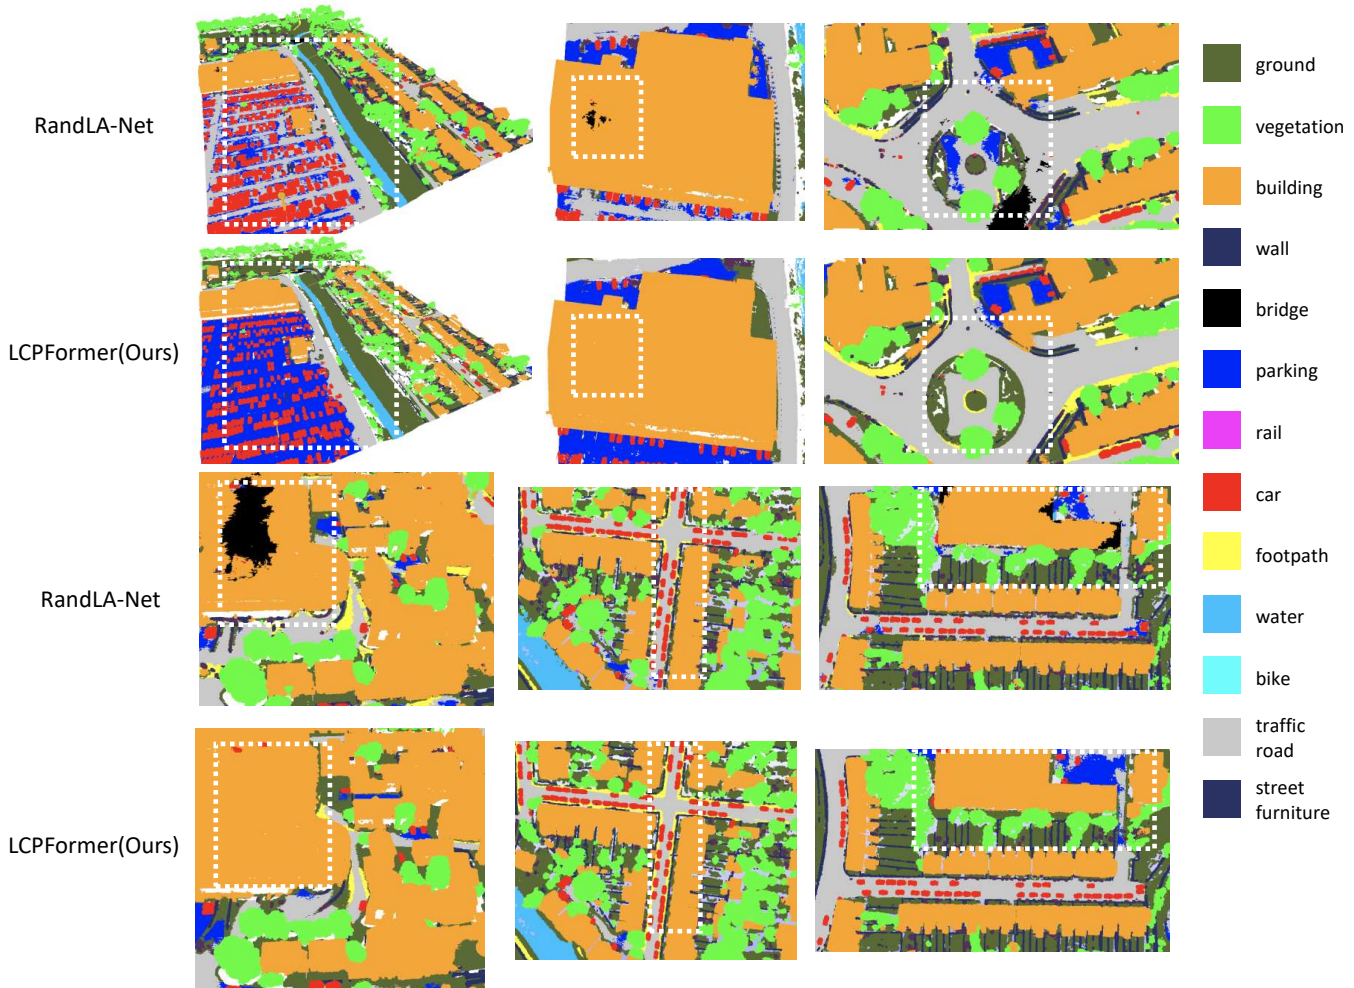 RandLA-Net
LCPFormer(Ours)
RandLA-Net
LCPFormer(Ours)
ground
vegetation
building
wall
bridge
parking
rail
car
footpath
water
bike
traffic
road
street
furniture